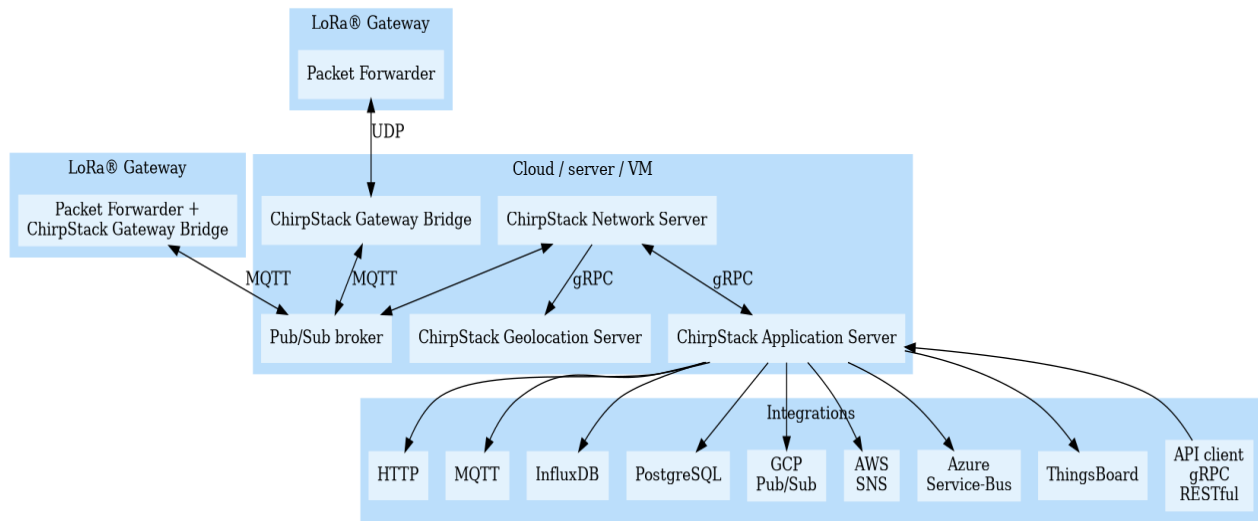 LoRa® Gateway
Packet Forwarder
UDP
LoRa® Gateway
Packet Forwarder +
ChirpStack Gateway Bridge
Cloud / server / VM
ChirpStack Gateway Bridge
ChirpStack Network Server
MQTT
MQTT
gRPC
gRPC
Pub/Sub broker
ChirpStack Geolocation Server
ChirpStack Application Server
Integrations
HTTP
MQTT
InfluxDB
PostgreSQL
GCP
Pub/Sub
AWS
SNS
Azure
Service-Bus
ThingsBoard
API client
gRPC
RESTful